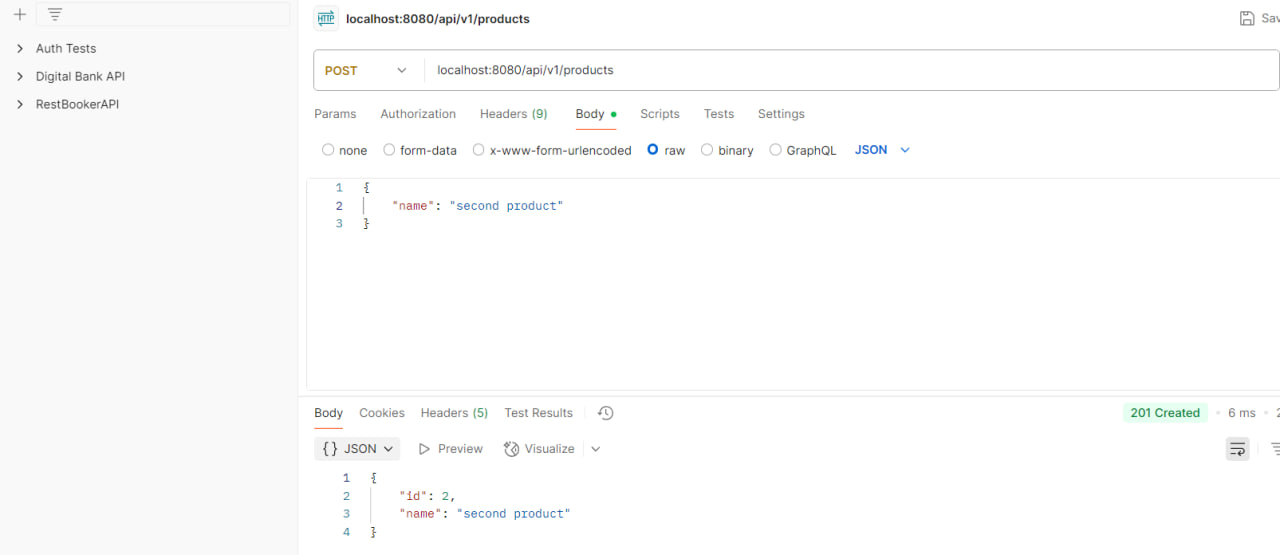 HTTP localhost:8080/api/v1/products
Sav
Auth Tests
Digital Bank API
RestBookerAPI
POST localhost:8080/api/v1/products
Params Authorization Headers (9) Body Scripts Tests Settings
none form-data x-www-form-urlencoded raw binary GraphQL JSON
1 {
2 "name": "second product"
3 }
Body Cookies Headers (5) Test Results 201 Created 6 ms 2
{} JSON Preview Visualize
1 {
2 "id": 2,
3 "name": "second product"
4 }